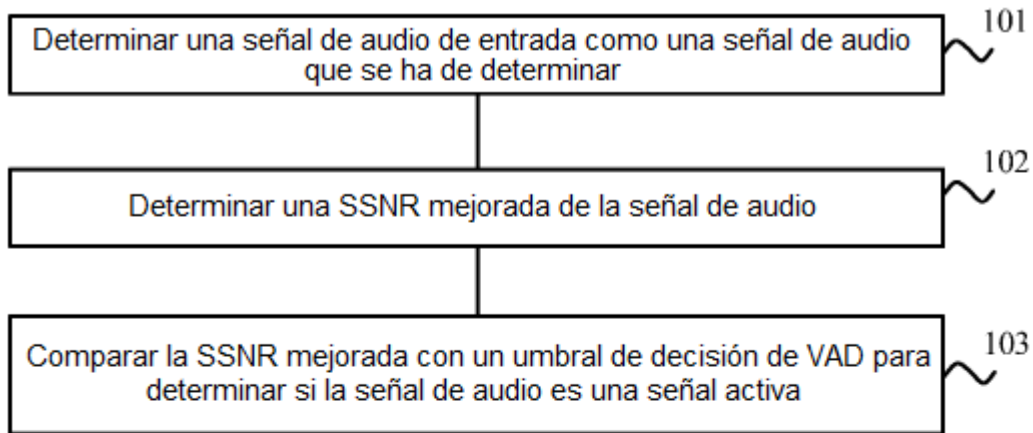 101
Determinar una señal de audio de entrada como una señal de audio
que se ha de determinar
102
Determinar una SSNR mejorada de la señal de audio
103
Comparar la SSNR mejorada con un umbral de decisión de VAD para
determinar si la señal de audio es una señal activa